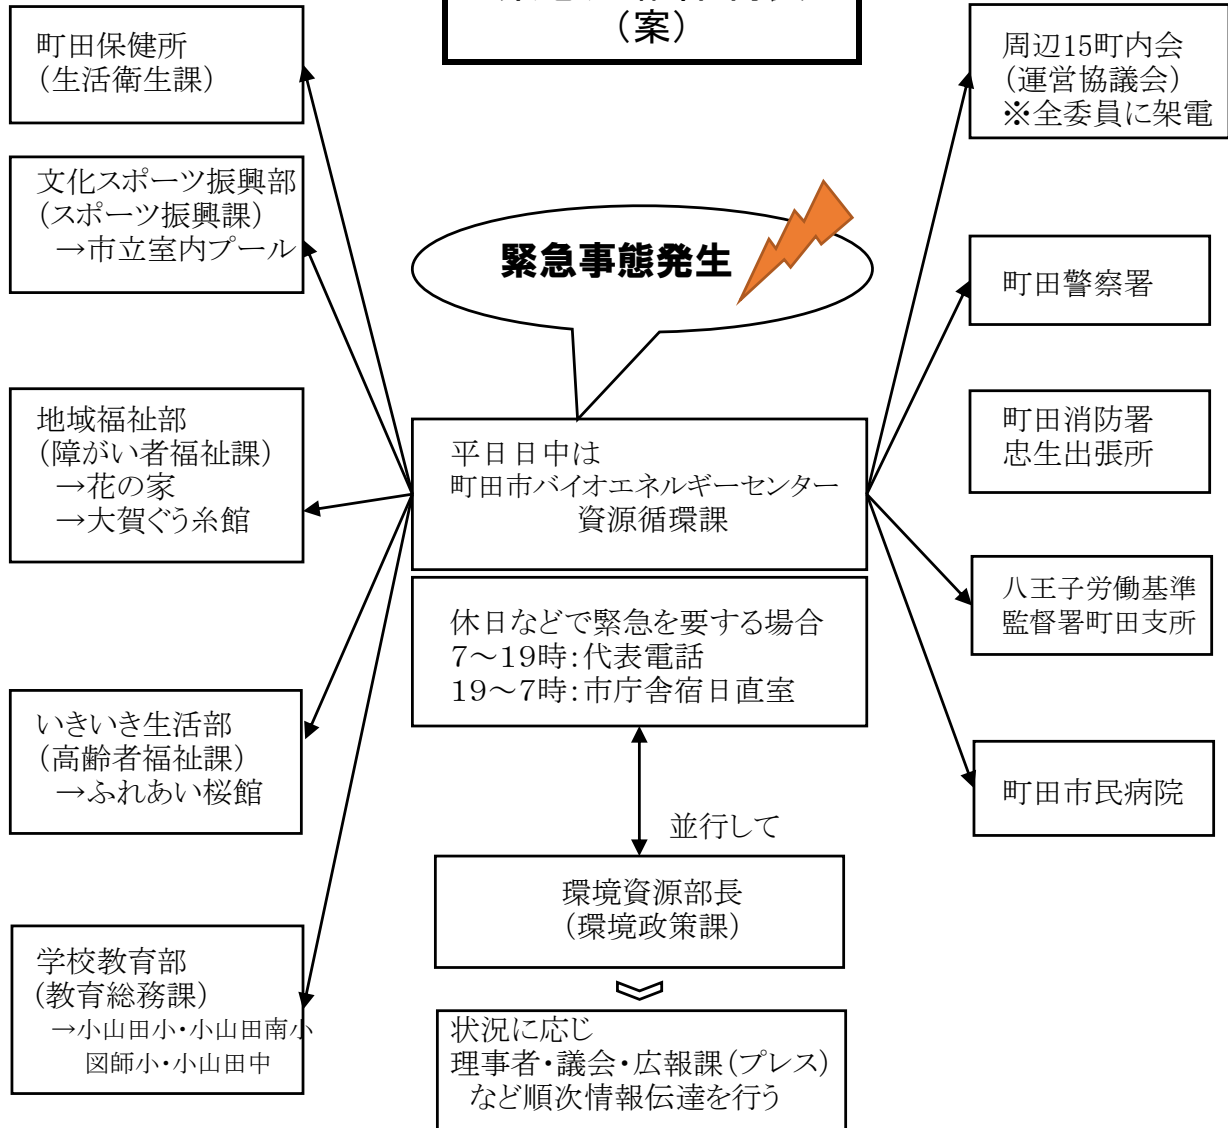 （案）
町田保健所
（生活衛生課）
文化スポーツ振興部
（スポーツ振興課）
→市立室内プール
地域福祉部
（障がい者福祉課）
→花の家
→大賀ぐう糸館
いきいき生活部
（高齢者福祉課）
→ふれあい桜館
学校教育部
（教育総務課）
→小山田小・小山田南小
図師小・小山田中
緊急事態発生
平日日中は
町田市バイオエネルギーセンター
資源循環課
休日などで緊急を要する場合
7～19時：代表電話
19～7時：市庁舎宿日直室
並行して
環境資源部長
（環境政策課）
状況に応じ
理事者・議会・広報課（プレス）
など順次情報伝達を行う
周辺15町内会
（運営協議会）
※全委員に架電
町田警察署
町田消防署
忠生出張所
八王子労働基準
監督署町田支所
町田市民病院